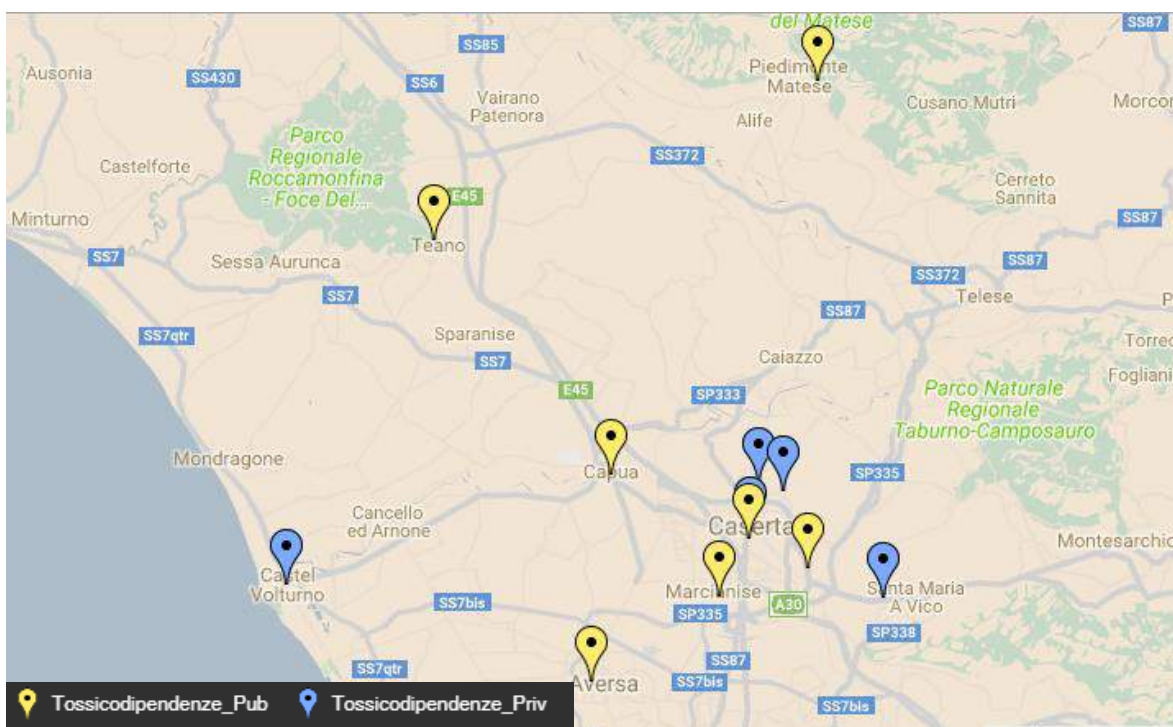 del Matese
SS87
SS85
Ausonia
SS430
SS6
Piedimonte
Matese
Vairano
Patenora
Cusano Mutri
Morcon
Alife
Parco
Regionale
Roccamonfina
- Foce Del...
Castelforte
SS372
Cerreto
Sannita
E45
Minturno
SS87
Teano
SS7
Sessa Aurunca
SS87
SS372
SS7
Telese
P
SS7qtr
Sparanise
SS87
Torrec
SS7
Caiazzo
Fogliani
E45
SP333
Parco Naturale
Regionale
Taburno-Camposauro
Mondragone
Capua
SP335
Cancello
ed Arnone
Caserta
Montesarchio
Castel
Volturno
Marcianise
Santa Maria
A Vico
SS7bis
A30
SP335
SP338
SS87
SS7qtr
Aversa
SS7bis
SS7bis
Tossicodipendenze_Pub
Tossicodipendenze_Priv